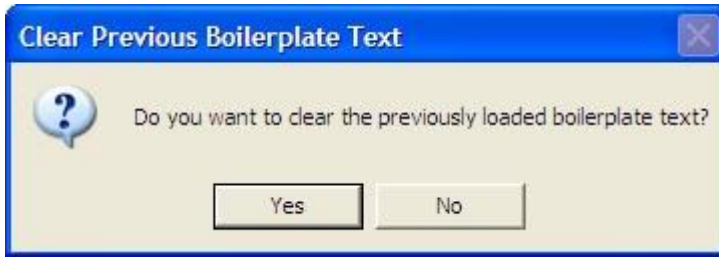 Clear Previous Boilerplate Text
Do you want to clear the previously loaded boilerplate text?
Yes No